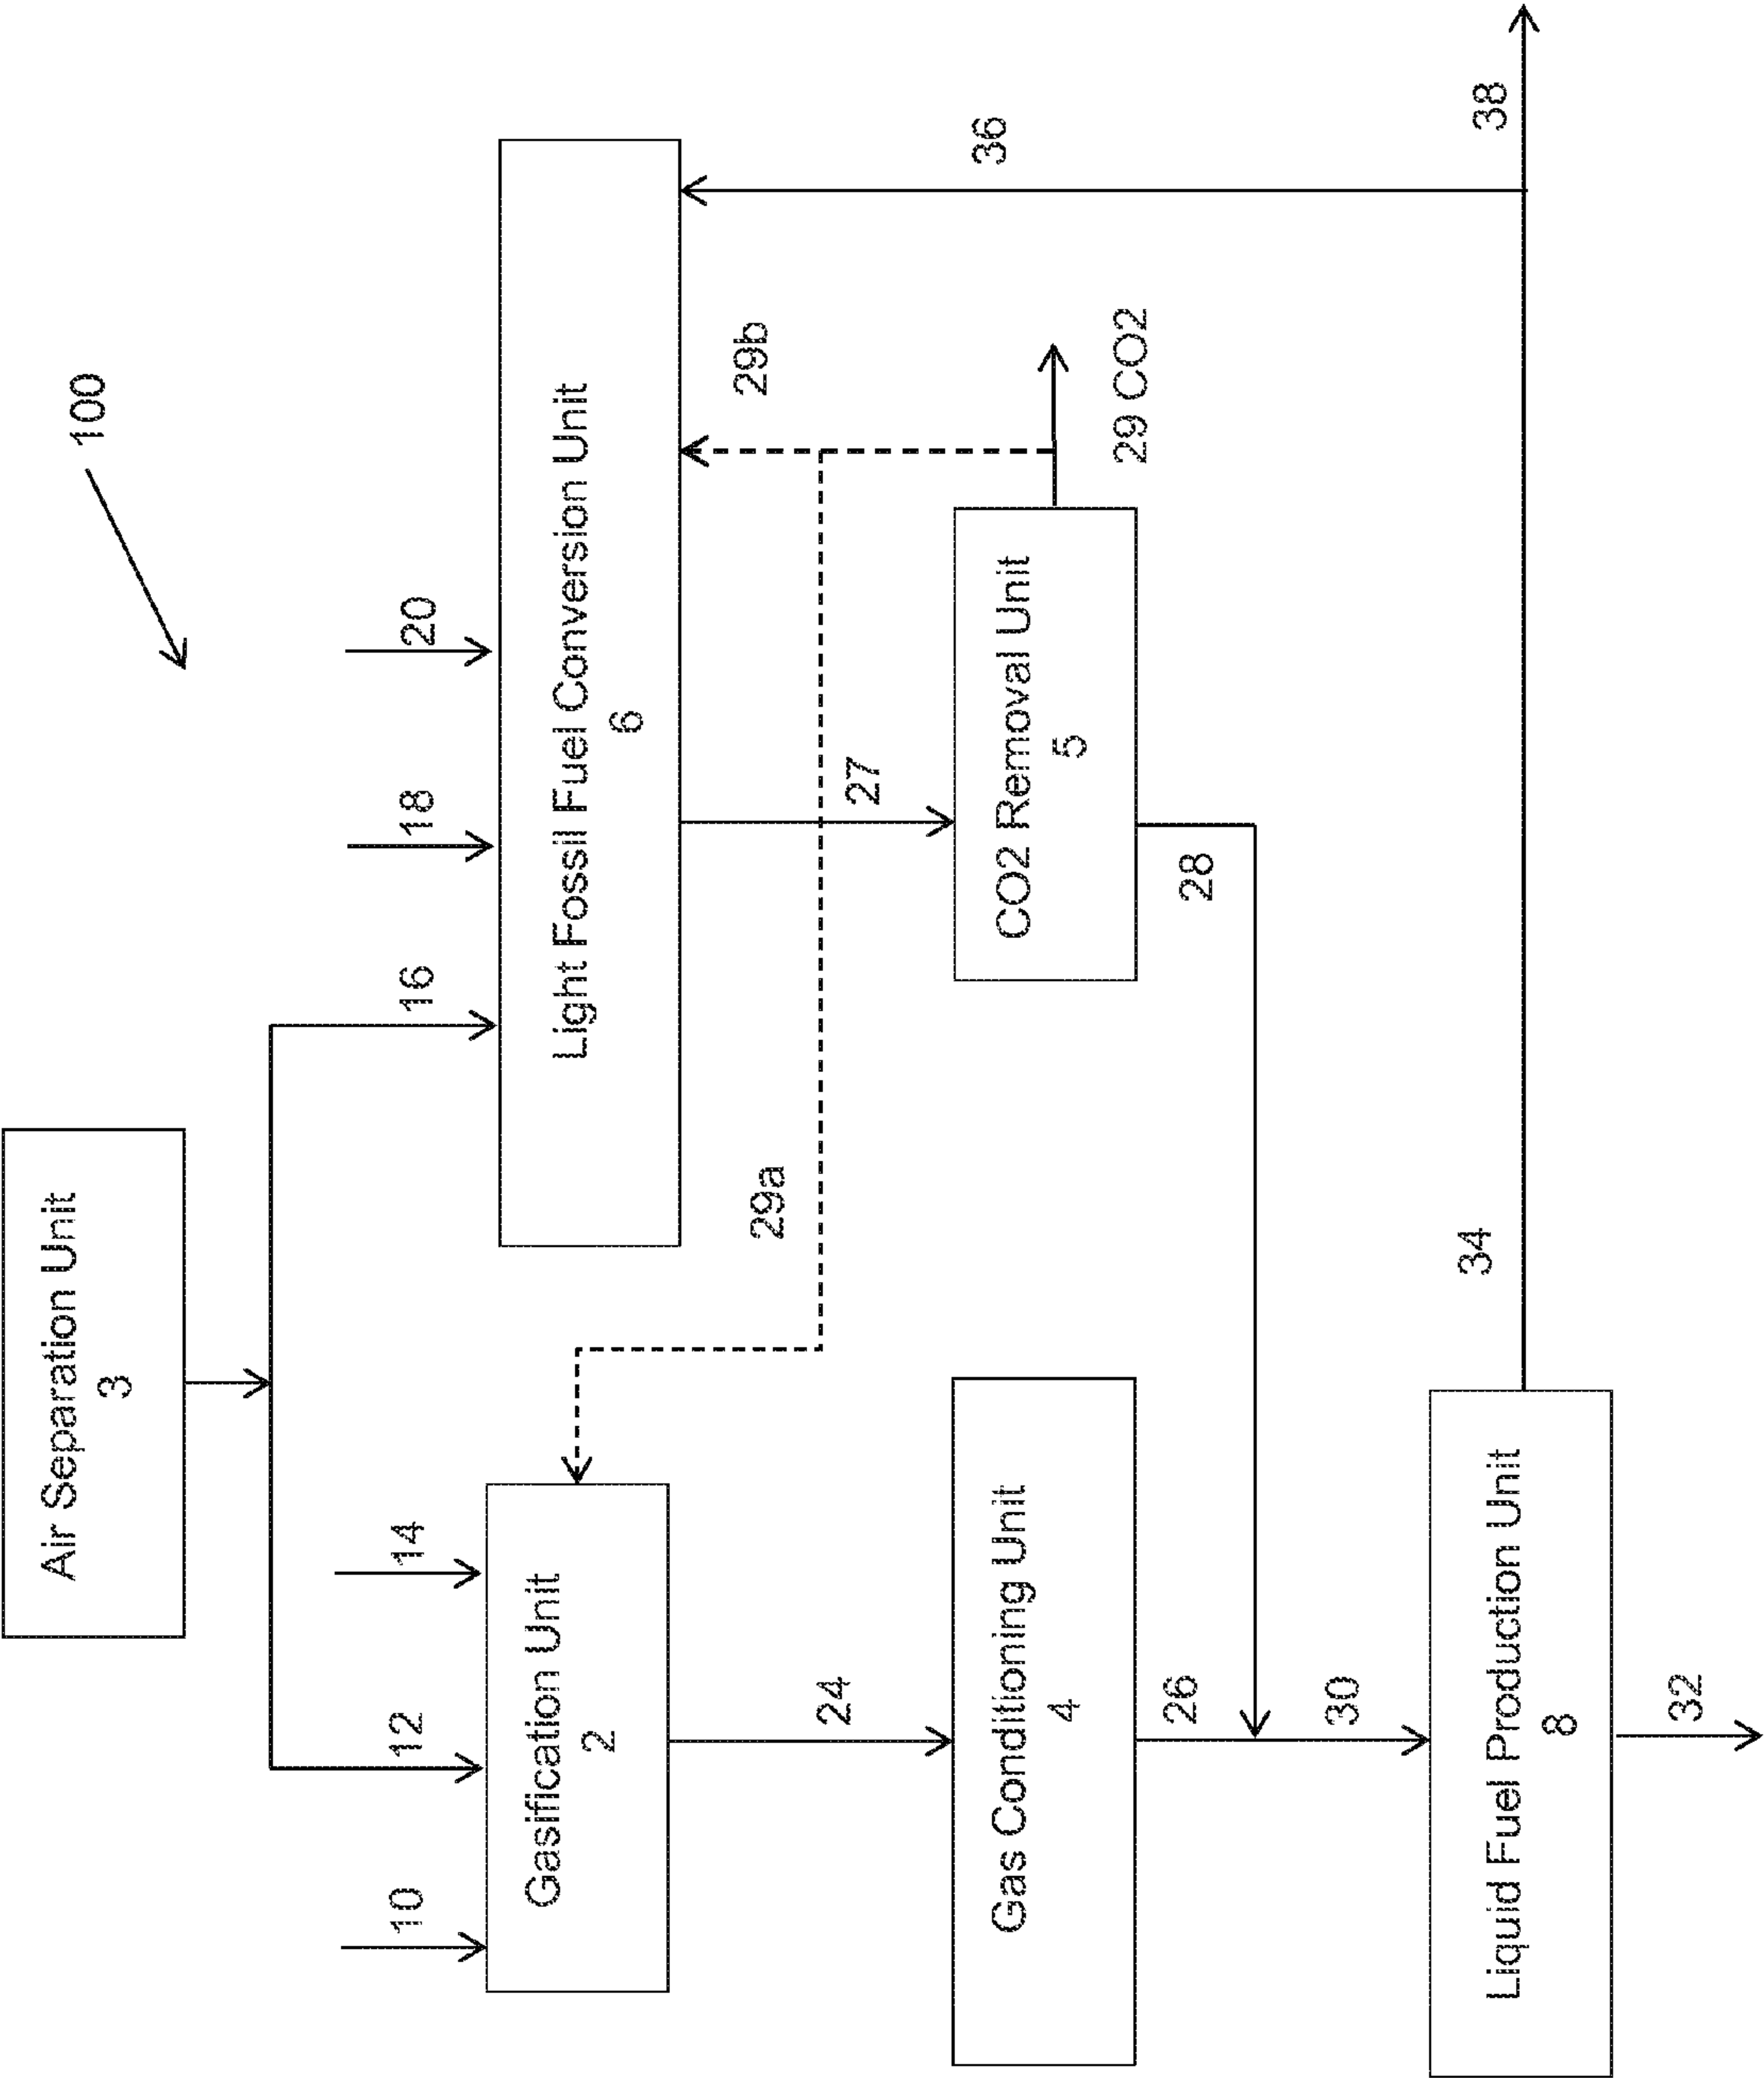 100
Air Separation Unit
3
10
12
14
16
18
20
Gasification Unit
2
Light Fossil Fuel Conversion Unit
6
24
29a
27
29b
36
Gas Conditioning Unit
4
CO2 Removal Unit
5
29 CO2
26
28
30
34
38
Liquid Fuel Production Unit
8
32